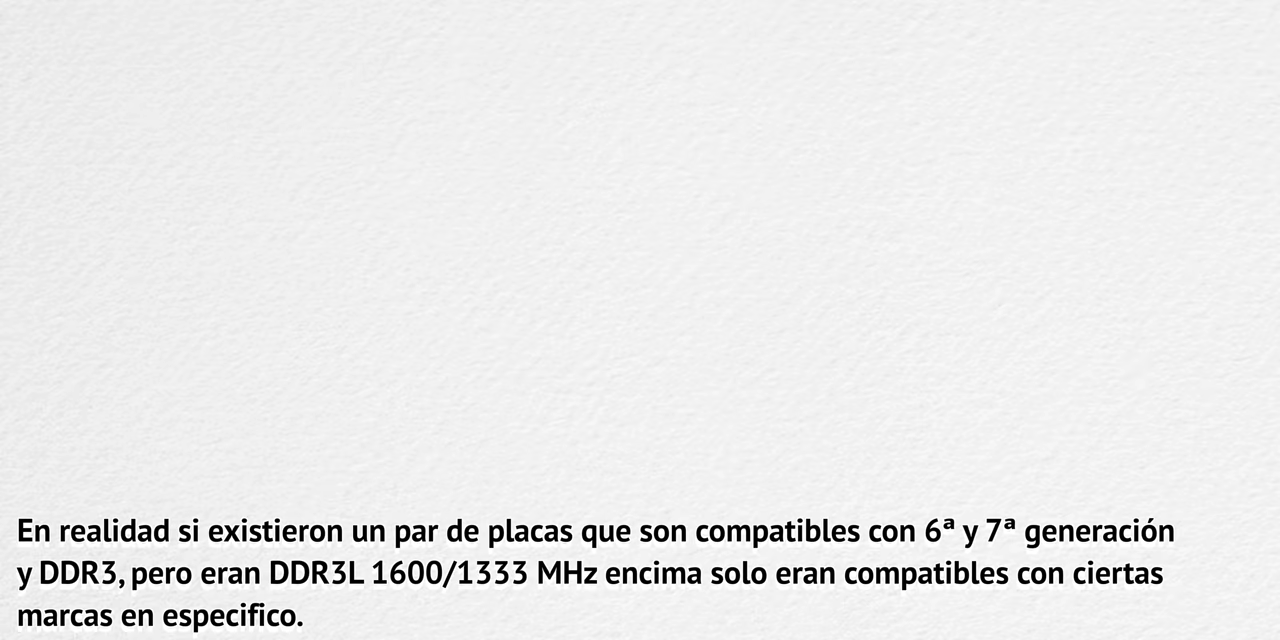 En realidad si existieron un par de placas que son compatibles con 6ª y 7ª generación
y DDR3, pero eran DDR3L 1600/1333 MHz encima solo eran compatibles con ciertas
marcas en especifico.